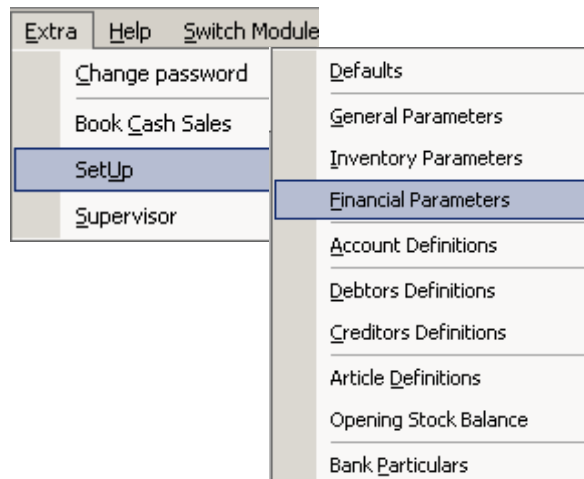 Extra Help Switch Module
Change password
Book Cash Sales
SetUp
Supervisor
Defaults
General Parameters
Inventory Parameters
Financial Parameters
Account Definitions
Debtors Definitions
Creditors Definitions
Article Definitions
Opening Stock Balance
Bank Particulars